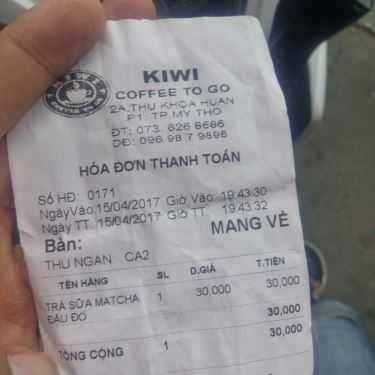 KIWI
COFFEE TO GO
2A,THU KHOA HUAN
P1, TP.MY THO
ĐT: 073. 626 8686
DĐ: 096 98 7 9898
HÓA ĐƠN THANH TOÁN
Số HĐ: 0171
Ngày Vào 15/04/2017 Giờ Vào: 19:43:30
Ngày TT. 15/04/2017 Giờ TT. 19:43:32
Bàn: MANG VỀ
THU NGAN CA2
TÊN HÀNG SL Đ.GIÁ T.TIỀN
TRÀ SỮA MATCHA 1 30,000 30,000
ĐẬU ĐỎ
30,000
TỔNG CỘNG 1 30,000